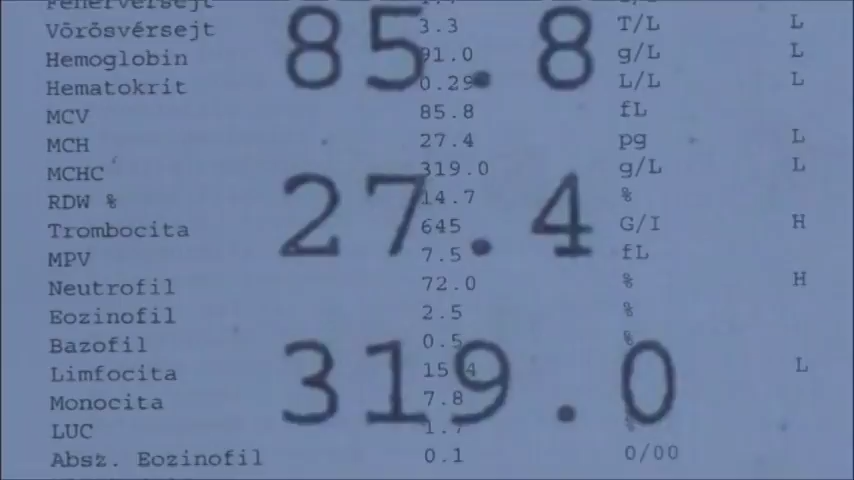 Fehérvérsejt
Vörösvérsejt 3.3 T/L L
Hemoglobin 91.0 g/L L
Hematokrit 0.29 L/L L
MCV 85.8 fL
MCH 27.4 pg L
MCHC 319.0 g/L L
RDW % 14.7 %
Trombocita 645 G/I H
MPV 7.5 fL
Neutrofil 72.0 % H
Eozinofil 2.5 %
Bazofil 0.5 %
Limfocita 15.4 L
Monocita 7.8
LUC 1.7 %
Absz. Eozinofil 0.1 0/00
85.8
27.4
319.0